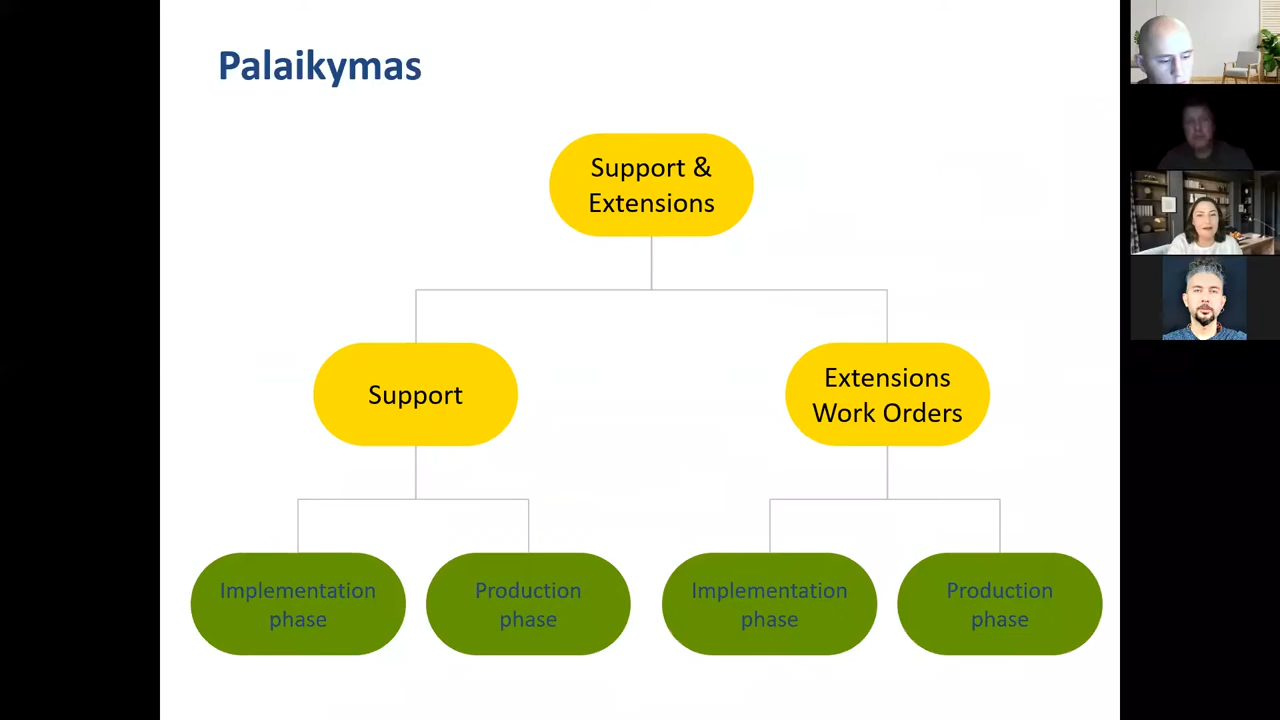 Palaikymas
Support &
Extensions
Support
Extensions
Work Orders
Implementation
phase
Production
phase
Implementation
phase
Production
phase